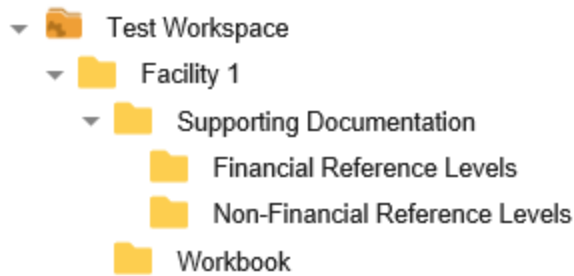 Test Workspace
Facility 1
Supporting Documentation
Financial Reference Levels
Non-Financial Reference Levels
Workbook